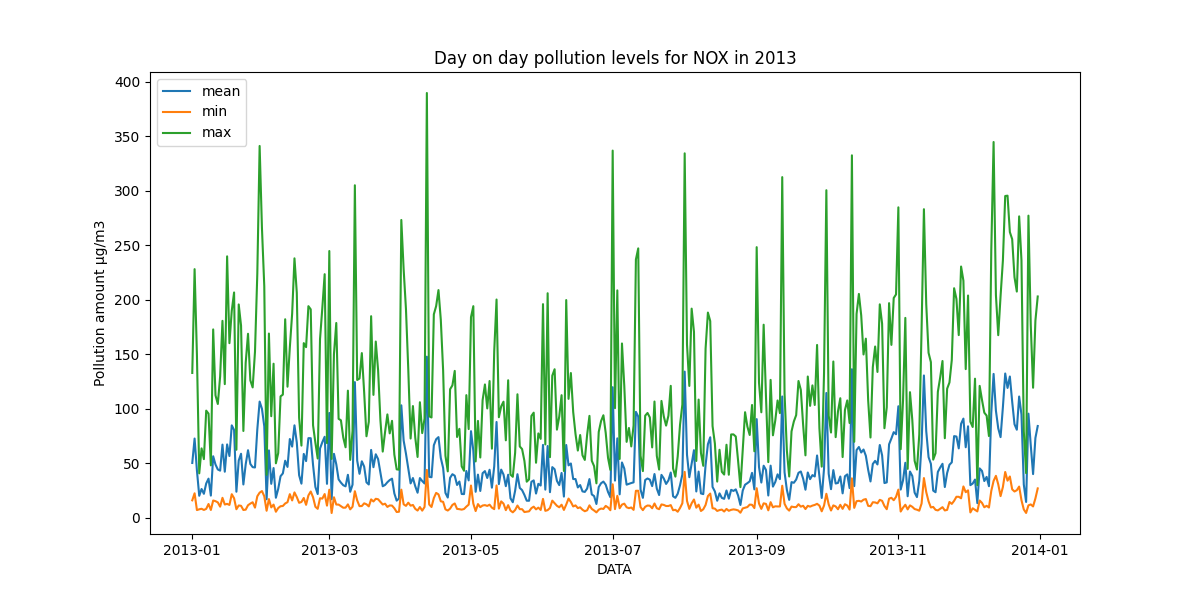 Day on day pollution levels for NOX in 2013
mean
min
max
400
350
300
250
200
150
100
50
0
Pollution amount µg/m3
2013-01 2013-03 2013-05 2013-07 2013-09 2013-11 2014-01
DATA